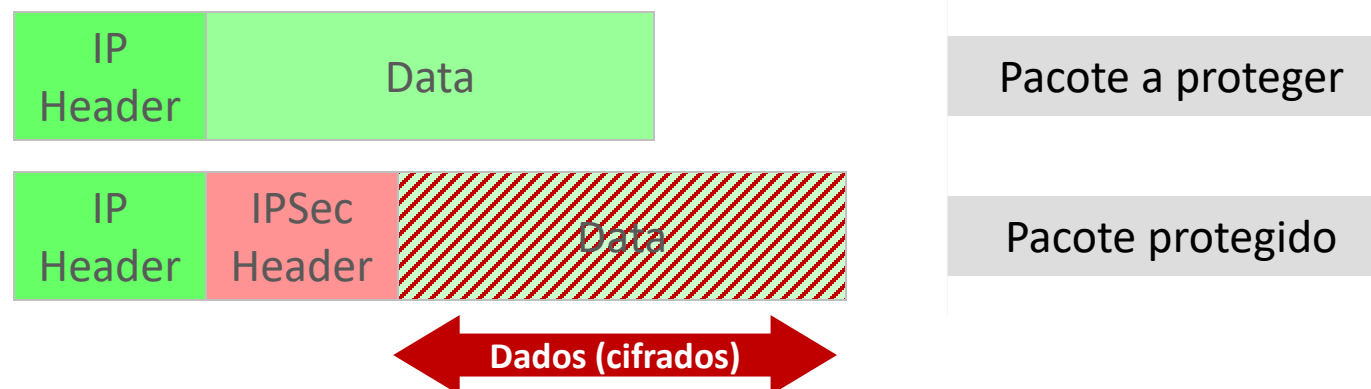 IP
Header
Data
Pacote a proteger
IP
Header
IPSec
Header
Data
Pacote protegido
Dados (cifrados)